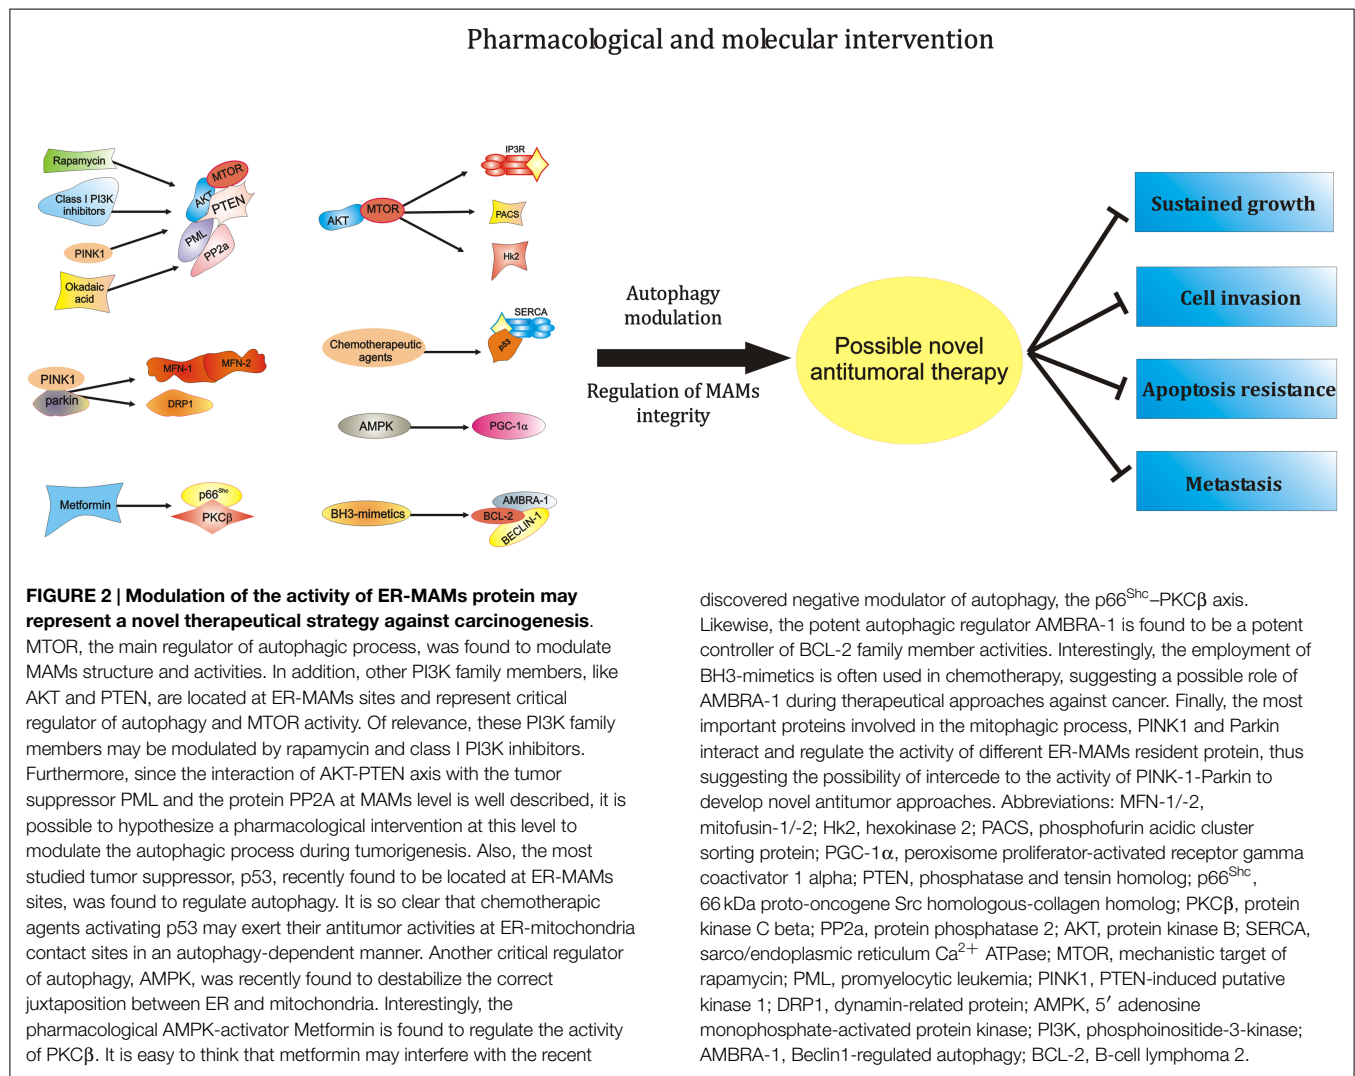 Pharmacological and molecular intervention
Rapamycin
Class I PI3K
inhibitors
PINK1
Okadaic
acid
MTOR
AKT
PTEN
PML
PP2a
PINK1
parkin
MFN-1
MFN-2
DRP1
Metformin
p66Shc
PKCβ
AKT
MTOR
IP3R
PACS
Hk2
Chemotherapeutic
agents
SERCA
p53
AMPK
PGC-1α
BH3-mimetics
AMBRA-1
BCL-2
BECLIN-1
Autophagy
modulation
Regulation of MAMs
integrity
Possible novel
antitumoral therapy
Sustained growth
Cell invasion
Apoptosis resistance
Metastasis
FIGURE 2 | Modulation of the activity of ER-MAMs protein may
represent a novel therapeutical strategy against carcinogenesis.
MTOR, the main regulator of autophagic process, was found to modulate
MAMs structure and activities. In addition, other PI3K family members, like
AKT and PTEN, are located at ER-MAMs sites and represent critical
regulator of autophagy and MTOR activity. Of relevance, these PI3K family
members may be modulated by rapamycin and class I PI3K inhibitors.
Furthermore, since the interaction of AKT-PTEN axis with the tumor
suppressor PML and the protein PP2A at MAMs level is well described, it is
possible to hypothesize a pharmacological intervention at this level to
modulate the autophagic process during tumorigenesis. Also, the most
studied tumor suppressor, p53, recently found to be located at ER-MAMs
sites, was found to regulate autophagy. It is so clear that chemotherapic
agents activating p53 may exert their antitumor activities at ER-mitochondria
contact sites in an autophagy-dependent manner. Another critical regulator
of autophagy, AMPK, was recently found to destabilize the correct
juxtaposition between ER and mitochondria. Interestingly, the
pharmacological AMPK-activator Metformin is found to regulate the activity
of PKCβ. It is easy to think that metformin may interfere with the recent
discovered negative modulator of autophagy, the p66Shc–PKCβ axis.
Likewise, the potent autophagic regulator AMBRA-1 is found to be a potent
controller of BCL-2 family member activities. Interestingly, the employment of
BH3-mimetics is often used in chemotherapy, suggesting a possible role of
AMBRA-1 during therapeutical approaches against cancer. Finally, the most
important proteins involved in the mitophagic process, PINK1 and Parkin
interact and regulate the activity of different ER-MAMs resident protein, thus
suggesting the possibility of intercede to the activity of PINK-1-Parkin to
develop novel antitumor approaches. Abbreviations: MFN-1/-2,
mitofusin-1/-2; Hk2, hexokinase 2; PACS, phosphofurin acidic cluster
sorting protein; PGC-1α, peroxisome proliferator-activated receptor gamma
coactivator 1 alpha; PTEN, phosphatase and tensin homolog; p66Shc,
66 kDa proto-oncogene Src homologous-collagen homolog; PKCβ, protein
kinase C beta; PP2a, protein phosphatase 2; AKT, protein kinase B; SERCA,
sarco/endoplasmic reticulum Ca2+ ATPase; MTOR, mechanistic target of
rapamycin; PML, promyelocytic leukemia; PINK1, PTEN-induced putative
kinase 1; DRP1, dynamin-related protein; AMPK, 5′ adenosine
monophosphate-activated protein kinase; PI3K, phosphoinositide-3-kinase;
AMBRA-1, Beclin1-regulated autophagy; BCL-2, B-cell lymphoma 2.